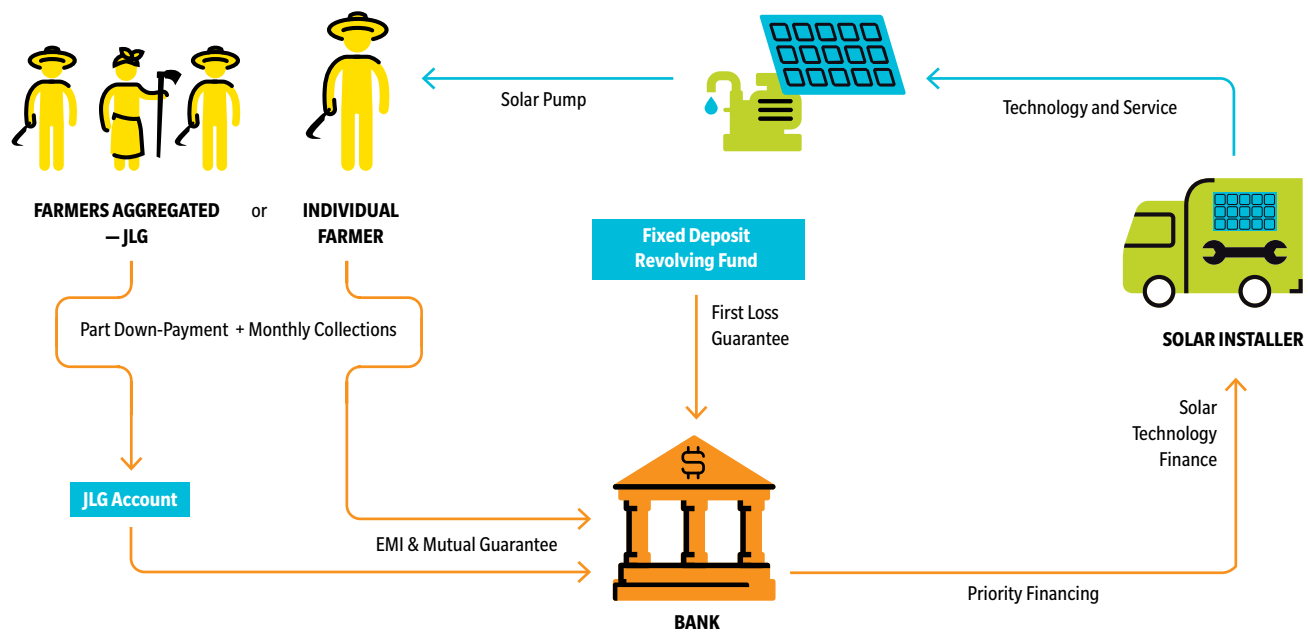 Solar Pump
Technology and Service
FARMERS AGGREGATED
— JLG
or
INDIVIDUAL
FARMER
Fixed Deposit
Revolving Fund
First Loss
Guarantee
Part Down-Payment + Monthly Collections
SOLAR INSTALLER
Solar
Technology
Finance
$
JLG Account
EMI & Mutual Guarantee
Priority Financing
BANK